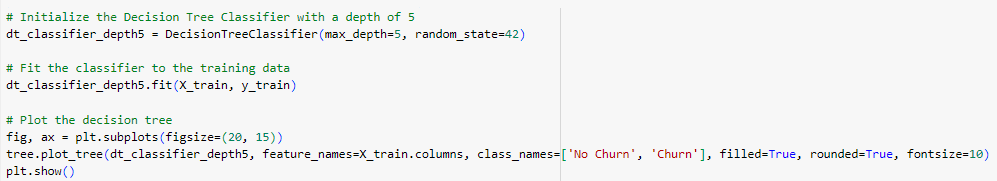 # Initialize the Decision Tree Classifier with a depth of 5
dt_classifier_depth5 = DecisionTreeClassifier(max_depth=5, random_state=42)
# Fit the classifier to the training data
dt_classifier_depth5.fit(X_train, y_train)
# Plot the decision tree
fig, ax = plt.subplots(figsize=(20, 15))
tree.plot_tree(dt_classifier_depth5, feature_names=X_train.columns, class_names=['No Churn', 'Churn'], filled=True, rounded=True, fontsize=10)
plt.show()